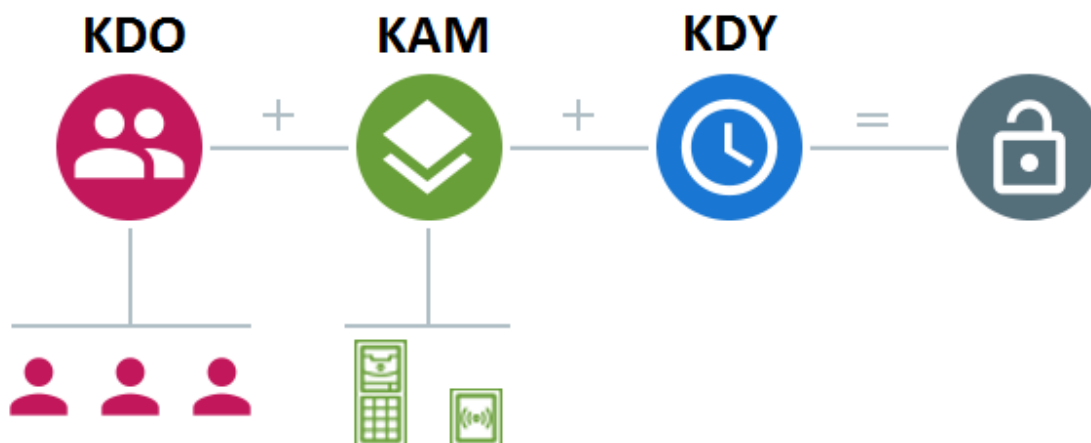 KDO KAM KDY
+ + =